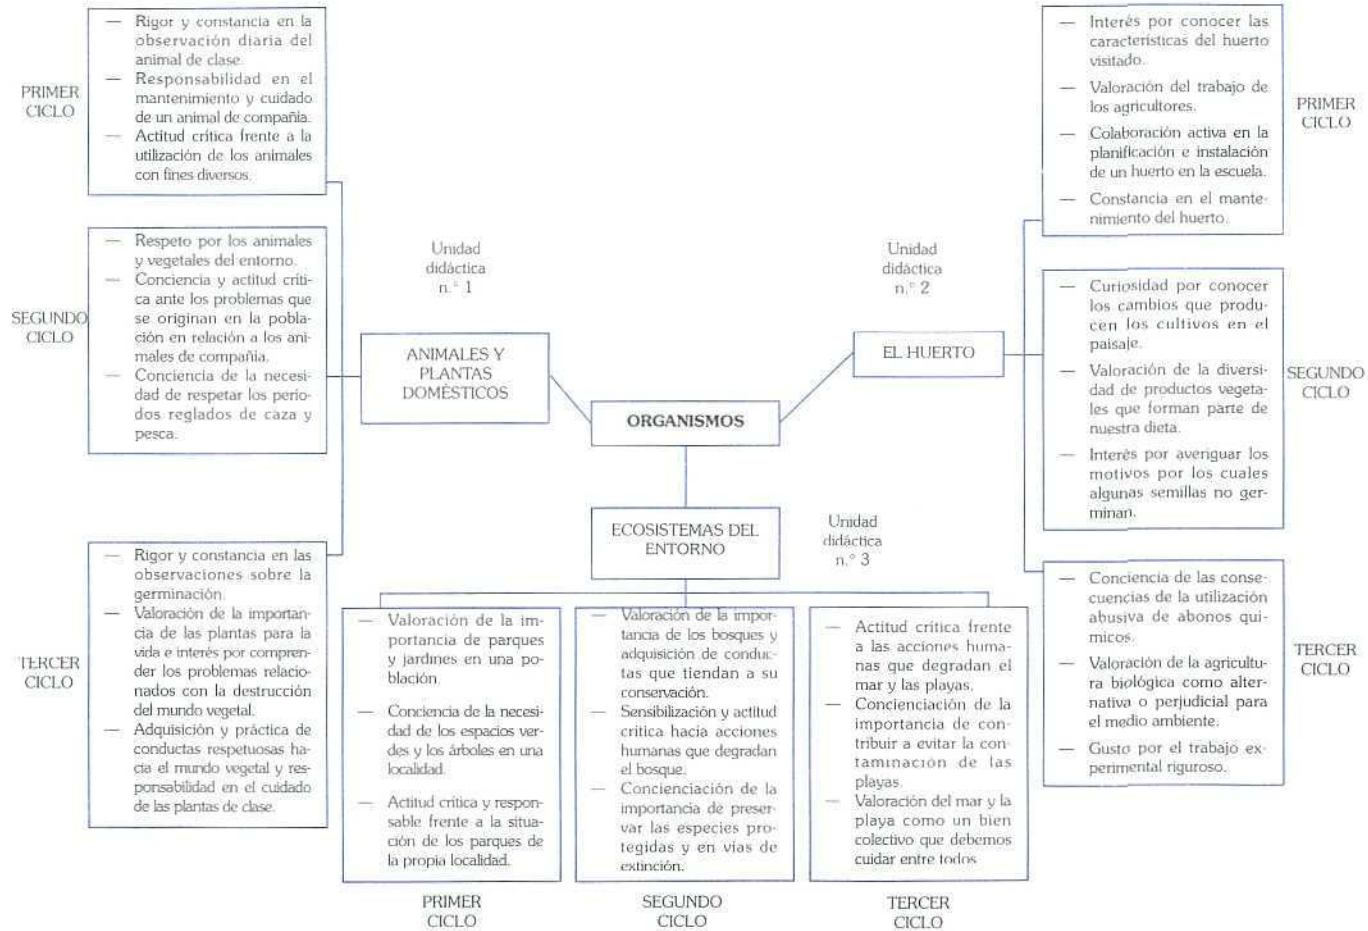 PRIMER
CICLO
— Rigor y constancia en la
observación diaria del
animal de clase.
— Responsabilidad en el
mantenimiento y cuidado
de un animal de compañía.
— Actitud crítica frente a la
utilización de los animales
con fines diversos.
SEGUNDO
CICLO
— Respeto por los animales
y vegetales del entorno.
— Conciencia y actitud críti-
ca ante los problemas que
se originan en la pobla-
ción en relación a los ani-
males de compañía.
— Conciencia de la necesi-
dad de respetar los perío-
dos reglados de caza y
pesca.
TERCER
CICLO
— Rigor y constancia en las
observaciones sobre la
germinación.
— Valoración de la importan-
cia de las plantas para la
vida e interés por compren-
der los problemas relacio-
nados con la destrucción
del mundo vegetal.
— Adquisición y práctica de
conductas respetuosas ha-
cia el mundo vegetal y res-
ponsabilidad en el cuidado
de las plantas de clase.
Unidad
didáctica
n.° 1
ANIMALES Y
PLANTAS
DOMÉSTICOS
ORGANISMOS
Unidad
didáctica
n.° 2
EL HUERTO
PRIMER
CICLO
— Interés por conocer las
características del huerto
visitado.
— Valoración del trabajo de
los agricultores.
— Colaboración activa en la
planificación e instalación
de un huerto en la escuela.
— Constancia en el mante-
nimiento del huerto.
SEGUNDO
CICLO
— Curiosidad por conocer
los cambios que produ-
cen los cultivos en el
paisaje.
— Valoración de la diversi-
dad de productos vegeta-
les que forman parte de
nuestra dieta.
— Interés por averiguar los
motivos por los cuales
algunas semillas no ger-
minan.
TERCER
CICLO
— Conciencia de las conse-
cuencias de la utilización
abusiva de abonos quí-
micos.
— Valoración de la agricultu-
ra biológica como alter-
nativa o perjudicial para
el medio ambiente.
— Gusto por el trabajo ex-
perimental riguroso.
ECOSISTEMAS DEL
ENTORNO
Unidad
didáctica
n.° 3
— Valoración de la im-
portancia de parques
y jardines en una po-
blación.
— Conciencia de la necesi-
dad de los espacios ver-
des y los árboles en una
localidad.
— Actitud crítica y respon-
sable frente a la situa-
ción de los parques de
la propia localidad.
PRIMER
CICLO
— Valoración de la impor-
tancia de los bosques y
adquisición de conduc-
tas que tiendan a su
conservación.
— Sensibilización y actitud
crítica hacia acciones
humanas que degradan
el bosque.
— Concienciación de la
importancia de preser-
var las especies pro-
tegidas y en vías de
extinción.
SEGUNDO
CICLO
— Actitud crítica frente
a las acciones huma-
nas que degradan el
mar y las playas.
— Concienciación de la
importancia de con-
tribuir a evitar la con-
taminación de las
playas.
— Valoración del mar y la
playa como un bien
colectivo que debemos
cuidar entre todos
TERCER
CICLO